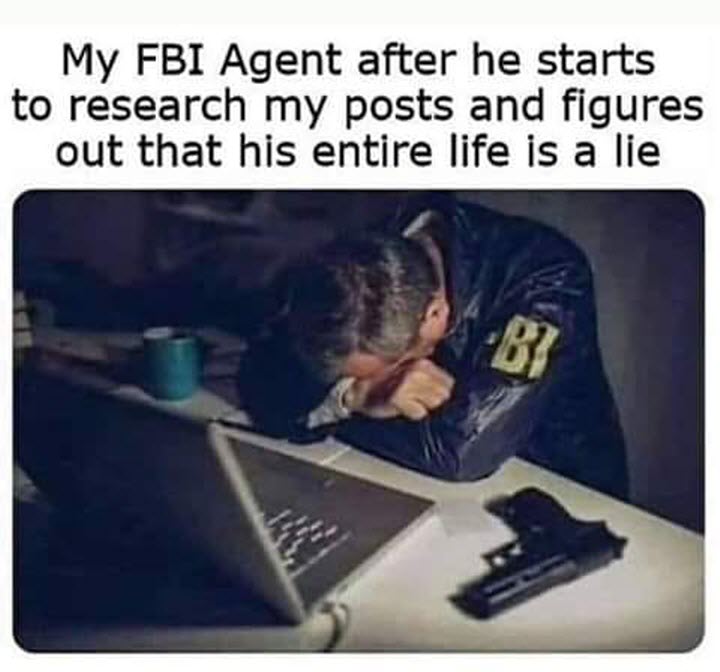 My FBI Agent after he starts
to research my posts and figures
out that his entire life is a lie
BI